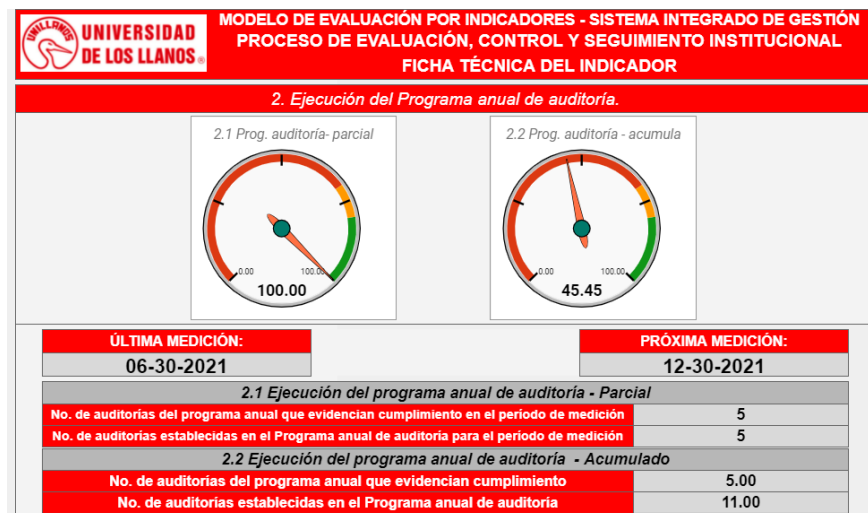 UNILLANOS
UNIVERSIDAD
DE LOS LLANOS®
MODELO DE EVALUACIÓN POR INDICADORES - SISTEMA INTEGRADO DE GESTIÓN
PROCESO DE EVALUACIÓN, CONTROL Y SEGUIMIENTO INSTITUCIONAL
FICHA TÉCNICA DEL INDICADOR
2. Ejecución del Programa anual de auditoría.
2.1 Prog. auditoría- parcial
0.00 100.00
100.00
2.2 Prog. auditoría - acumula
0.00 100.00
45.45
ÚLTIMA MEDICIÓN:
06-30-2021
PRÓXIMA MEDICIÓN:
12-30-2021
2.1 Ejecución del programa anual de auditoría - Parcial
No. de auditorías del programa anual que evidencian cumplimiento en el período de medición 5
No. de auditorías establecidas en el Programa anual de auditoría para el período de medición 5
2.2 Ejecución del programa anual de auditoría - Acumulado
No. de auditorías del programa anual que evidencian cumplimiento 5.00
No. de auditorías establecidas en el Programa anual de auditoría 11.00